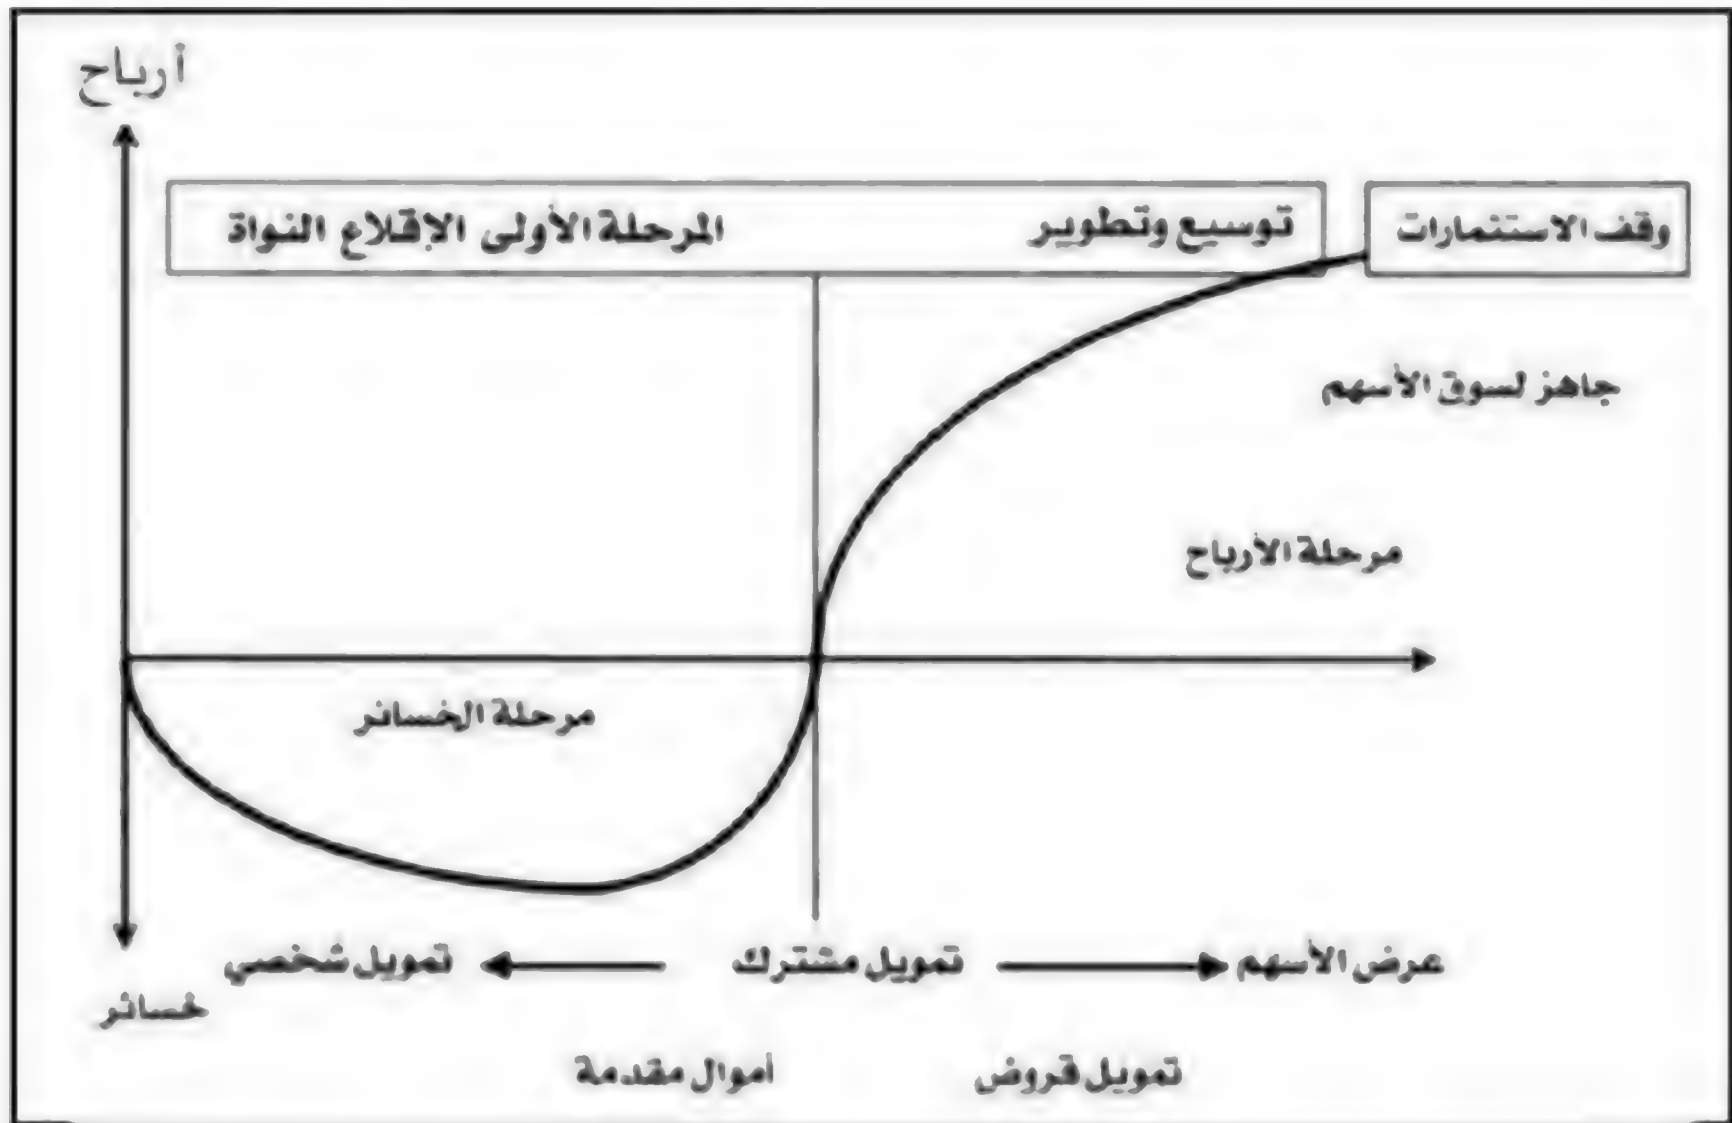 أرباح
وقف الاستثمارات
توسيع وتطوير
المرحلة الأولى الإقلاع النواة
جاهز لسوق الأسهم
مرحلة الأرباح
مرحلة الخسائر
عرض الأسهم
تمويل مشترك
تمويل شخصي
خسائر
تمويل قروض
أموال مقدمة